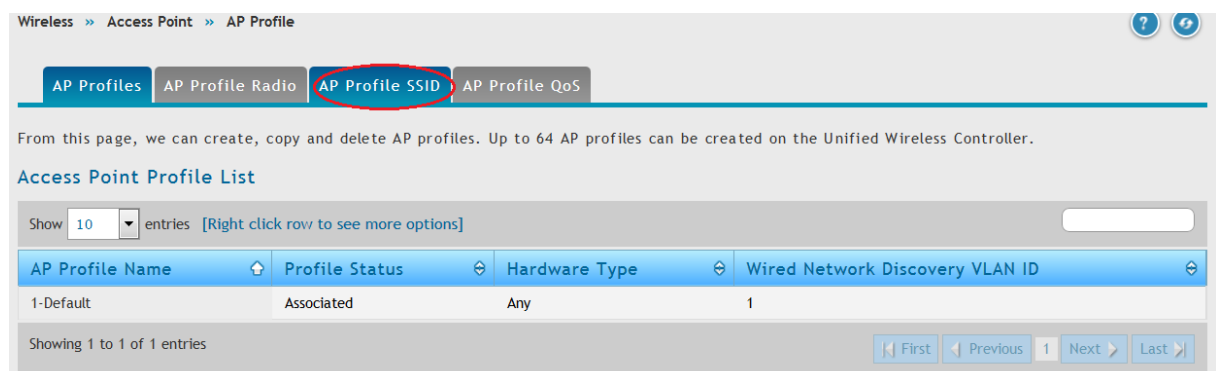 Wireless » Access Point » AP Profile
?
AP Profiles AP Profile Radio AP Profile SSID AP Profile QoS
From this page, we can create, copy and delete AP profiles. Up to 64 AP profiles can be created on the Unified Wireless Controller.
Access Point Profile List
Show 10 entries [Right click row to see more options]
AP Profile Name Profile Status Hardware Type Wired Network Discovery VLAN ID
1-Default Associated Any 1
Showing 1 to 1 of 1 entries First Previous 1 Next Last